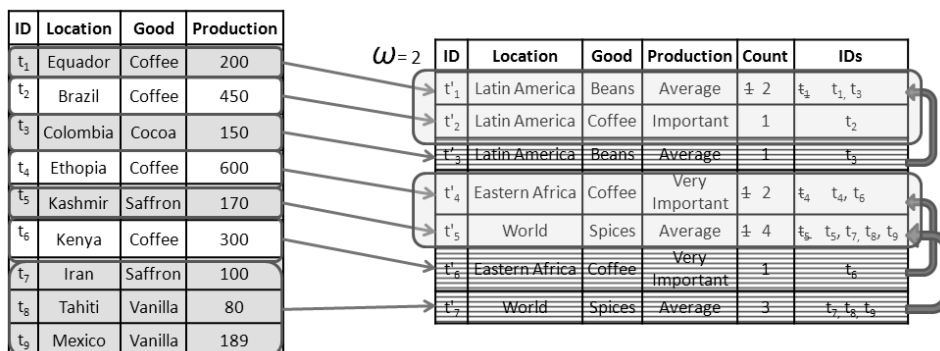 ID Location Good Production
t1 Equador Coffee 200
t2 Brazil Coffee 450
t3 Colombia Cocoa 150
t4 Ethopia Coffee 600
t5 Kashmir Saffron 170
t6 Kenya Coffee 300
t7 Iran Saffron 100
t8 Tahiti Vanilla 80
t9 Mexico Vanilla 189
ω = 2
ID Location Good Production Count IDs
t'1 Latin America Beans Average 1 2 t1 t1, t3
t'2 Latin America Coffee Important 1 t2
t'3 Latin America Beans Average 1 t3
t'4 Eastern Africa Coffee Very Important 1 2 t4 t4, t6
t'5 World Spices Average 1 4 t5 t5, t7, t8, t9
t'6 Eastern Africa Coffee Very Important 1 t6
t'7 World Spices Average 3 t7, t8, t9